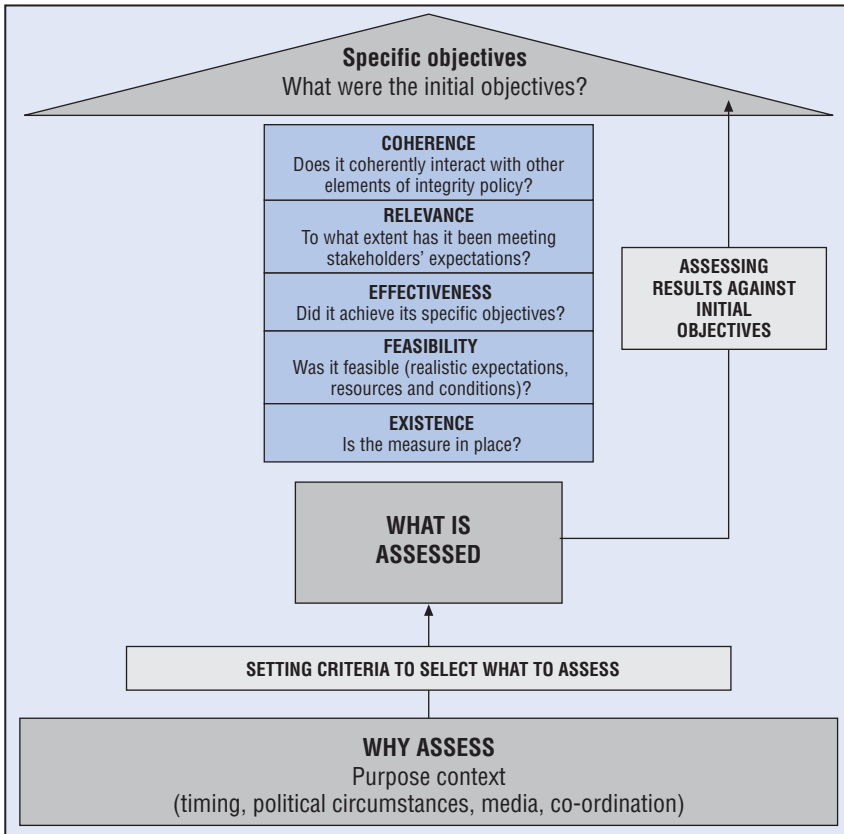 Specific objectives
What were the initial objectives?
COHERENCE
Does it coherently interact with other
elements of integrity policy?
RELEVANCE
To what extent has it been meeting
stakeholders’ expectations?
EFFECTIVENESS
Did it achieve its specific objectives?
FEASIBILITY
Was it feasible (realistic expectations,
resources and conditions)?
EXISTENCE
Is the measure in place?
ASSESSING
RESULTS AGAINST
INITIAL
OBJECTIVES
WHAT IS
ASSESSED
SETTING CRITERIA TO SELECT WHAT TO ASSESS
WHY ASSESS
Purpose context
(timing, political circumstances, media, co-ordination)